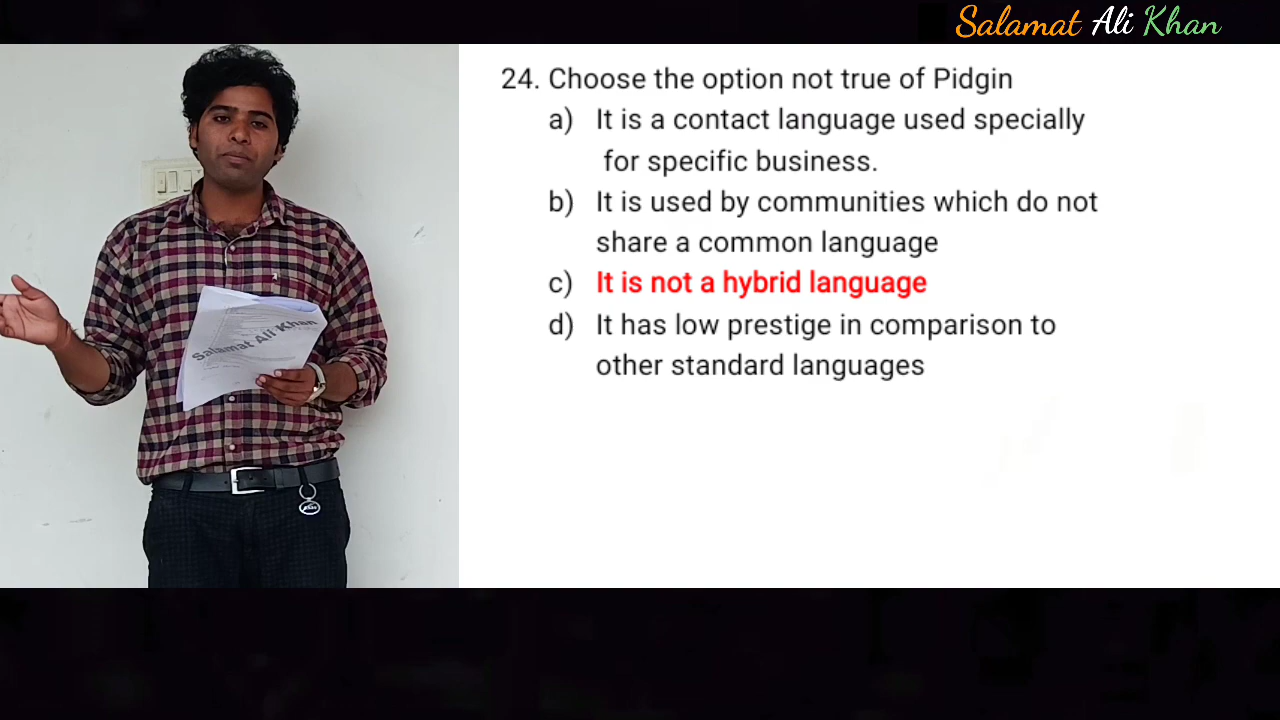 Salamat Ali Khan
24. Choose the option not true of Pidgin
a) It is a contact language used specially
for specific business.
b) It is used by communities which do not
share a common language
c) It is not a hybrid language
d) It has low prestige in comparison to
other standard languages
Salamat Ali Khan